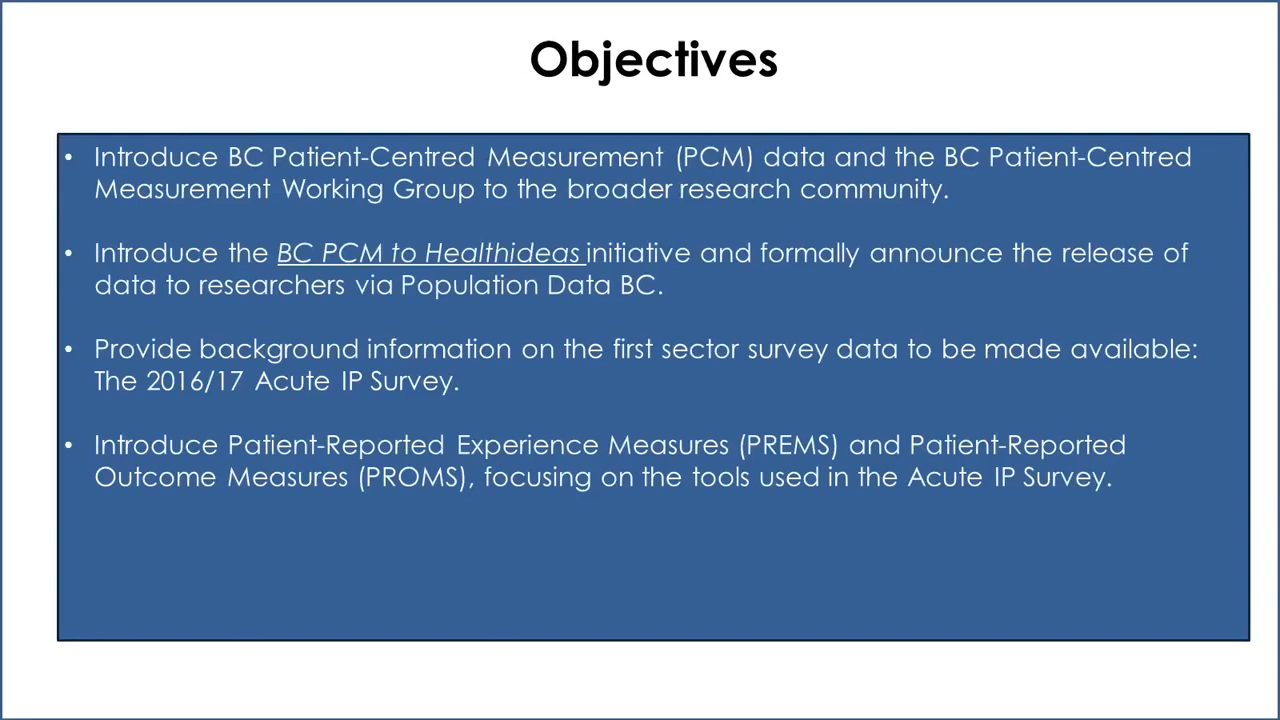 Objectives
• Introduce BC Patient-Centred Measurement (PCM) data and the BC Patient-Centred
Measurement Working Group to the broader research community.
• Introduce the BC PCM to Healthideas initiative and formally announce the release of
data to researchers via Population Data BC.
• Provide background information on the first sector survey data to be made available:
The 2016/17 Acute IP Survey.
• Introduce Patient-Reported Experience Measures (PREMS) and Patient-Reported
Outcome Measures (PROMS), focusing on the tools used in the Acute IP Survey.